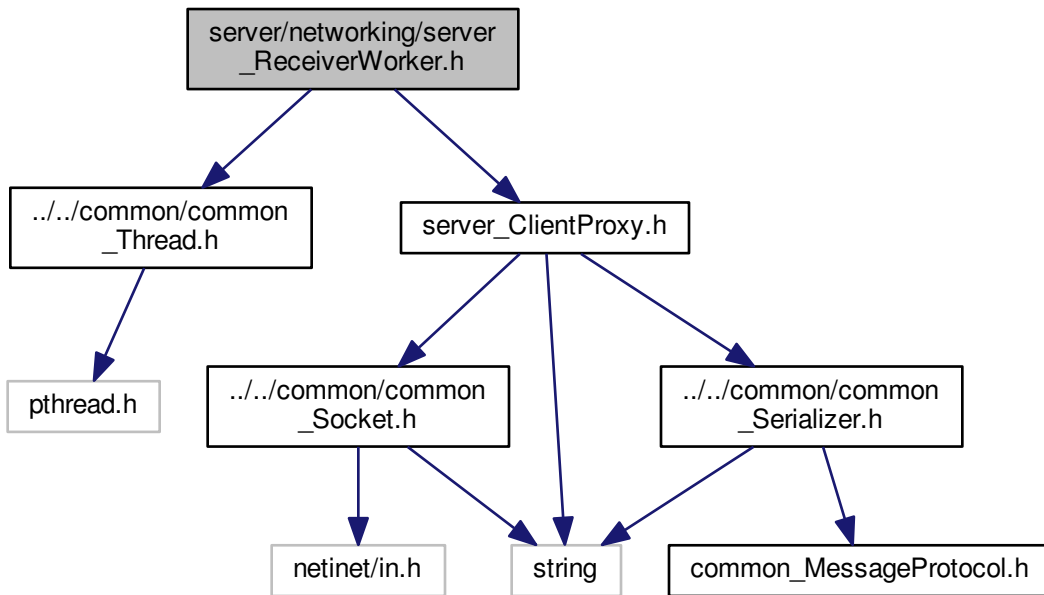 server/networking/server
_ReceiverWorker.h
../../common/common
_Thread.h
server_ClientProxy.h
pthread.h
../../common/common
_Socket.h
../../common/common
_Serializer.h
netinet/in.h
string
common_MessageProtocol.h